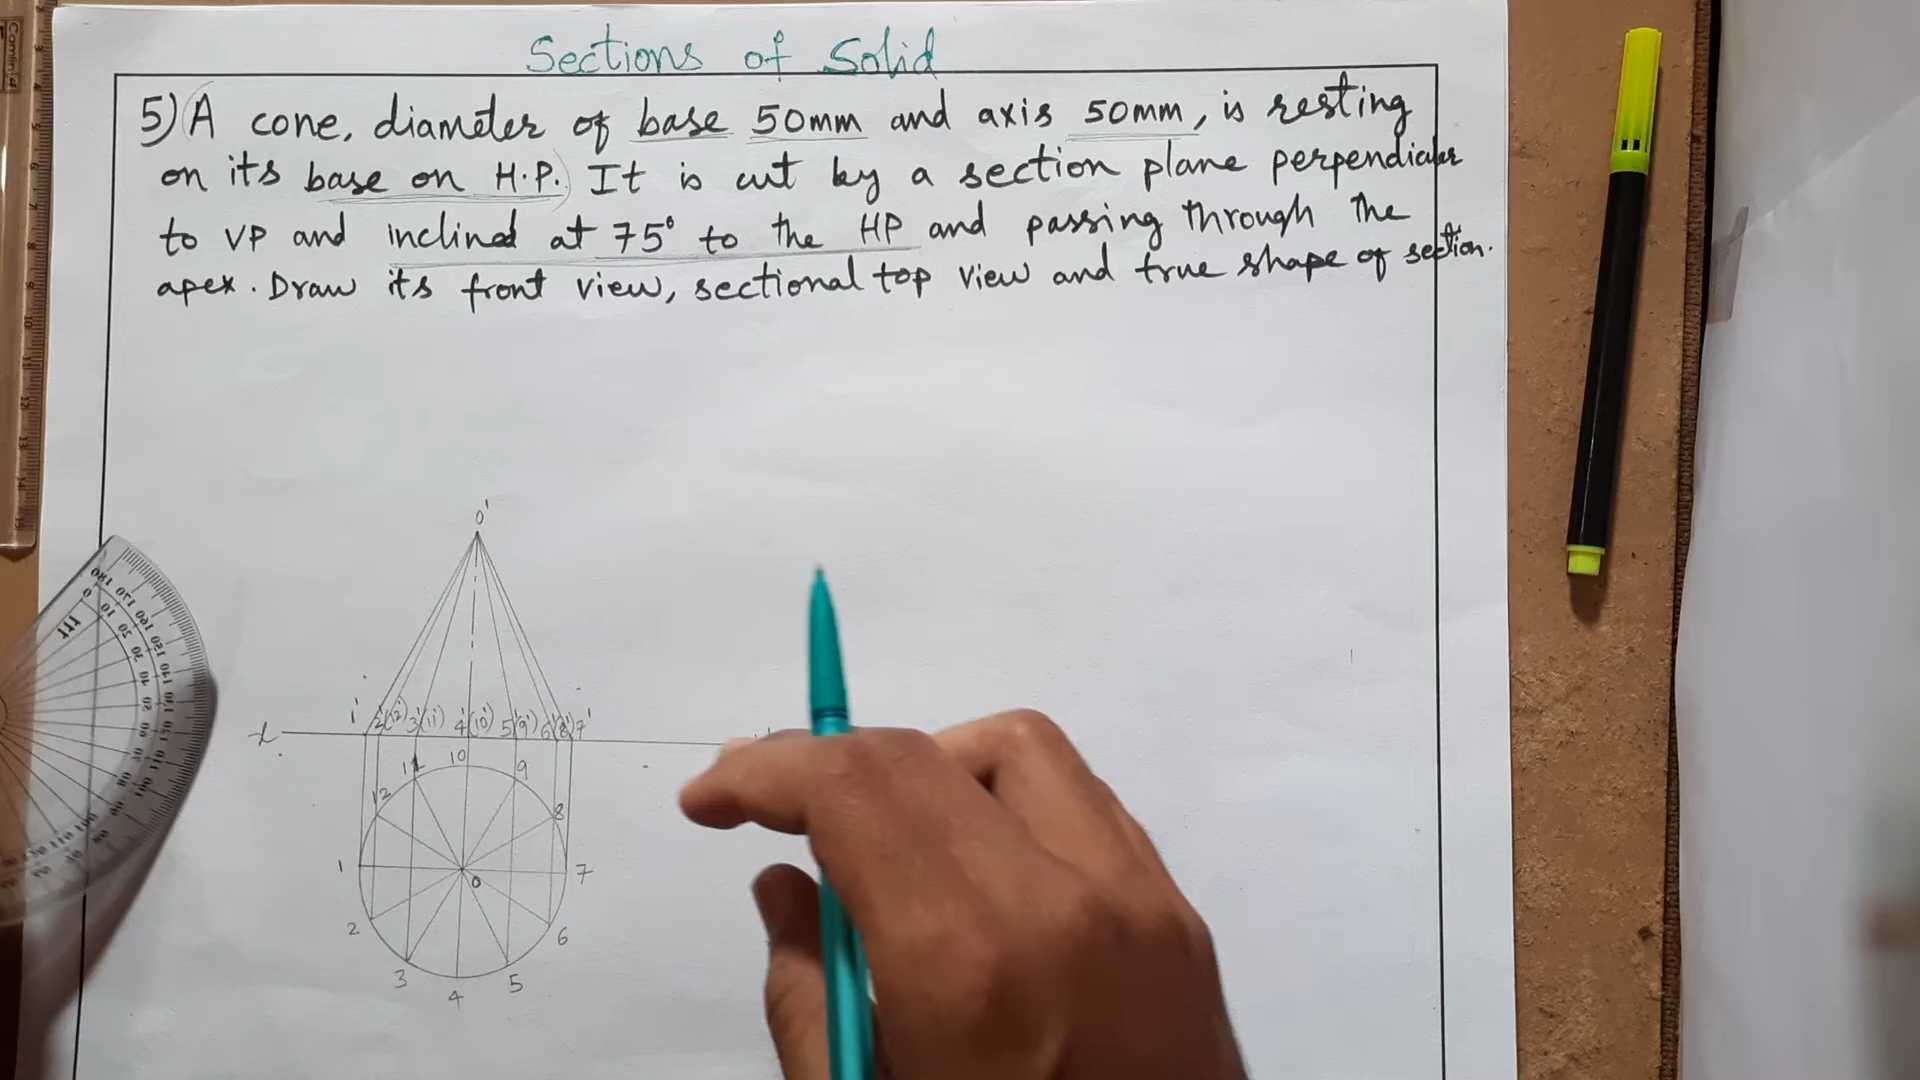 Sections of Solid
5) A cone, diameter of base 50mm and axis 50mm, is resting
on its base on H.P. It is cut by a section plane perpendicular
to VP and inclined at 75° to the HP and passing through the
apex. Draw its front view, sectional top view and true shape of section.
o'
1' 2'(12') 3'(11') 4'(10') 5'(9') 6'(8') 7'
x
11 10 9
12 8
1 o 7
2 6
3 4 5